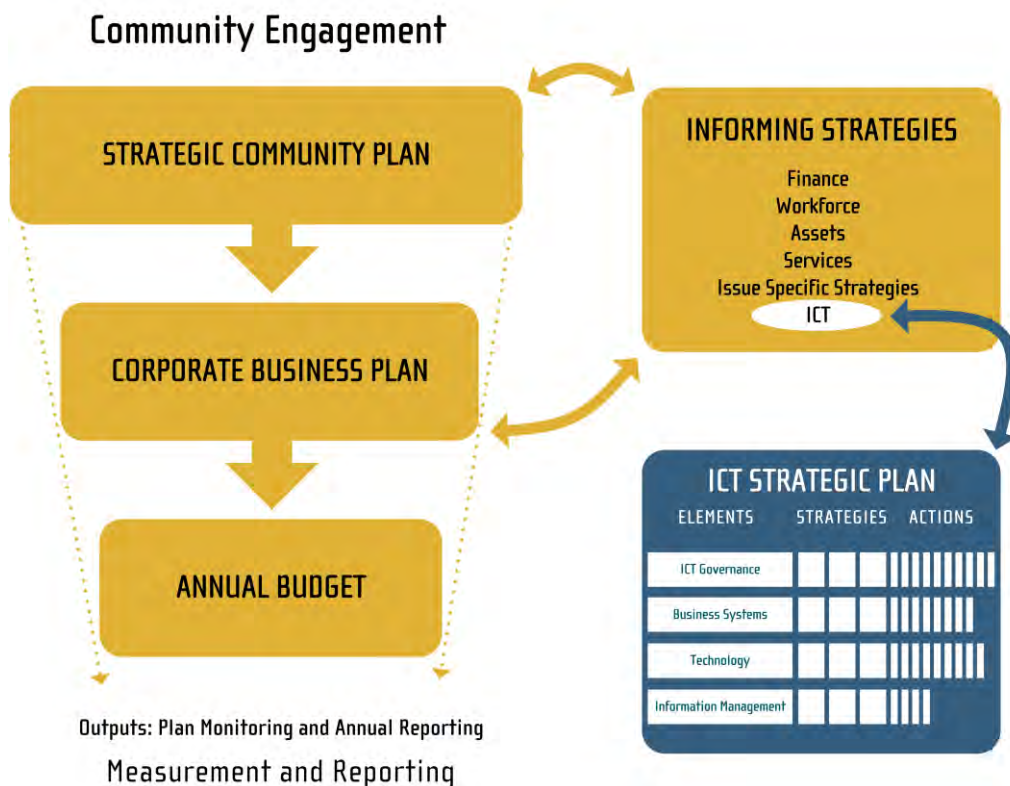 Community Engagement
STRATEGIC COMMUNITY PLAN
CORPORATE BUSINESS PLAN
ANNUAL BUDGET
Outputs: Plan Monitoring and Annual Reporting
Measurement and Reporting
INFORMING STRATEGIES
Finance
Workforce
Assets
Services
Issue Specific Strategies
ICT
ICT STRATEGIC PLAN
ELEMENTS STRATEGIES ACTIONS
ICT Governance
Business Systems
Technology
Information Management